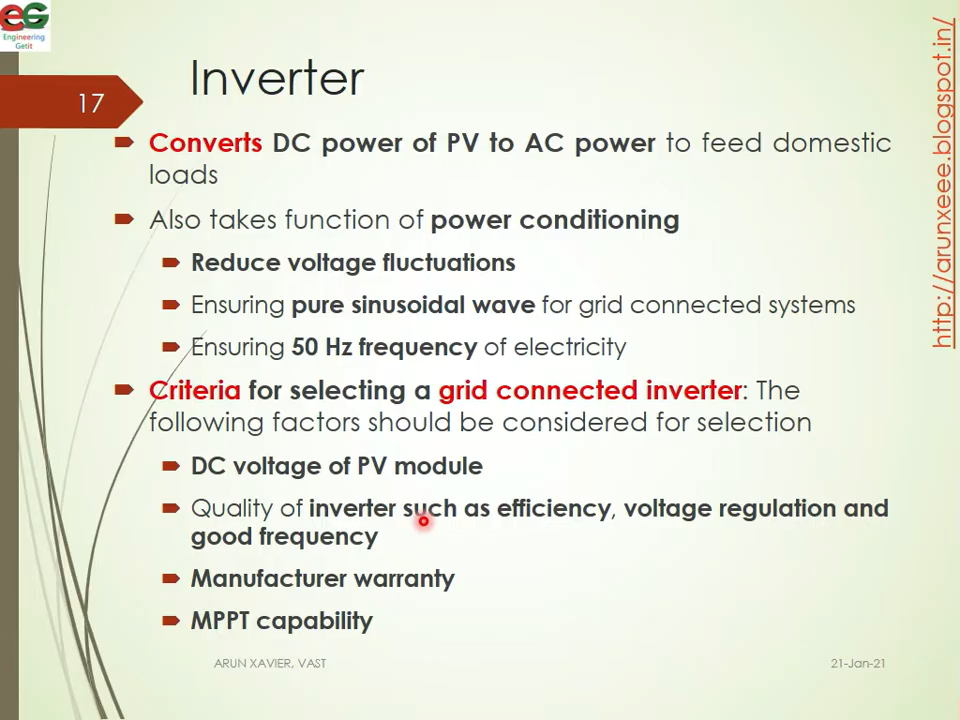 EG
Engineering
Getit
http://arunxeee.blogspot.in/
17
Inverter
Converts DC power of PV to AC power to feed domestic
loads
Also takes function of power conditioning
Reduce voltage fluctuations
Ensuring pure sinusoidal wave for grid connected systems
Ensuring 50 Hz frequency of electricity
Criteria for selecting a grid connected inverter: The
following factors should be considered for selection
DC voltage of PV module
Quality of inverter such as efficiency, voltage regulation and
good frequency
Manufacturer warranty
MPPT capability
ARUN XAVIER, VAST
21-Jan-21